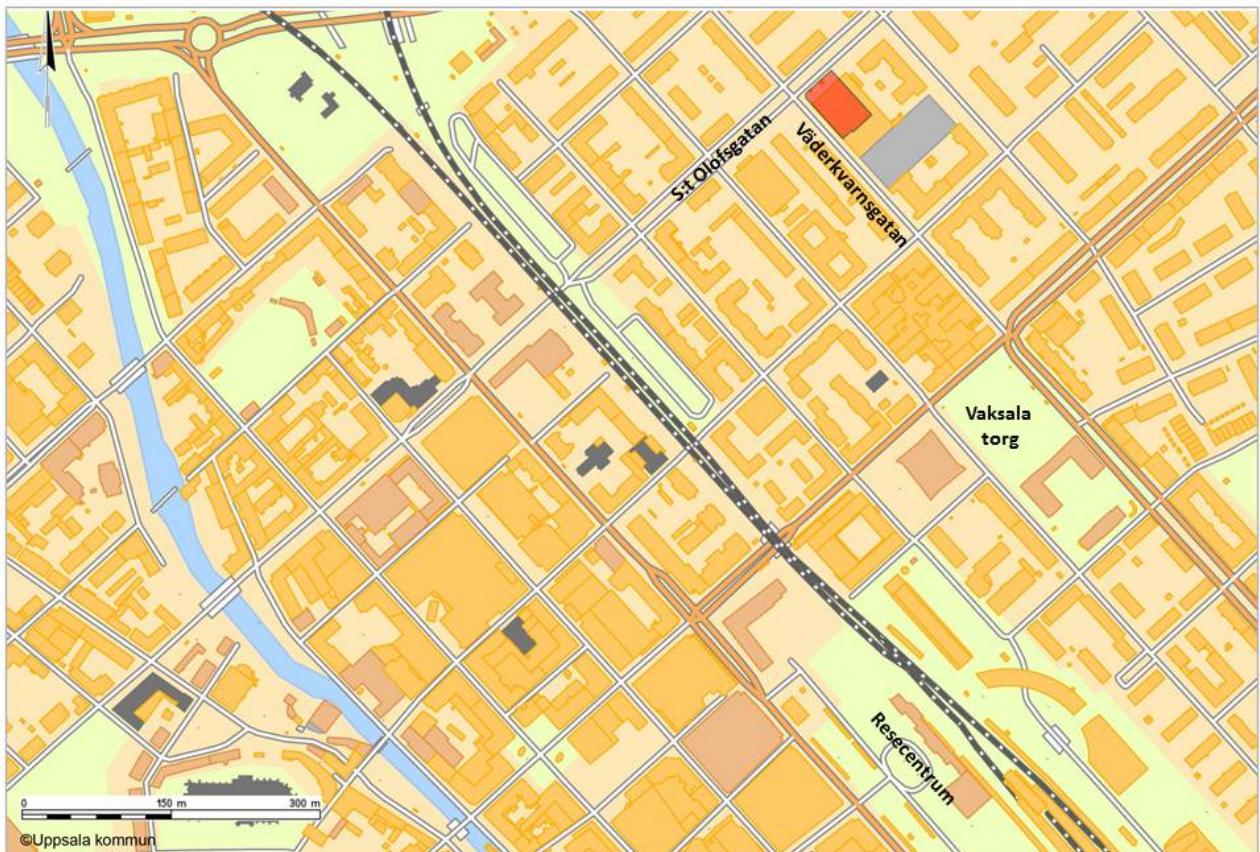 S:t Olofsgatan
Väderkvarnsgatan
Vaksala
torg
Resecentrum
0 150 m 300 m
©Uppsala kommun